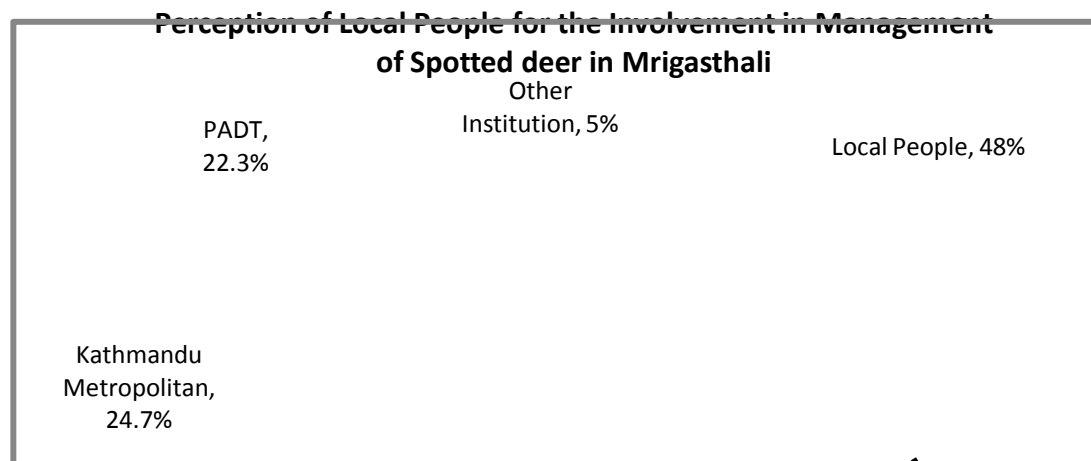 Perception of Local People for the Involvement in Management
of Spotted deer in Mrigasthali
Other
Institution, 5%
PADT,
22.3%
Local People, 48%
Kathmandu
Metropolitan,
24.7%